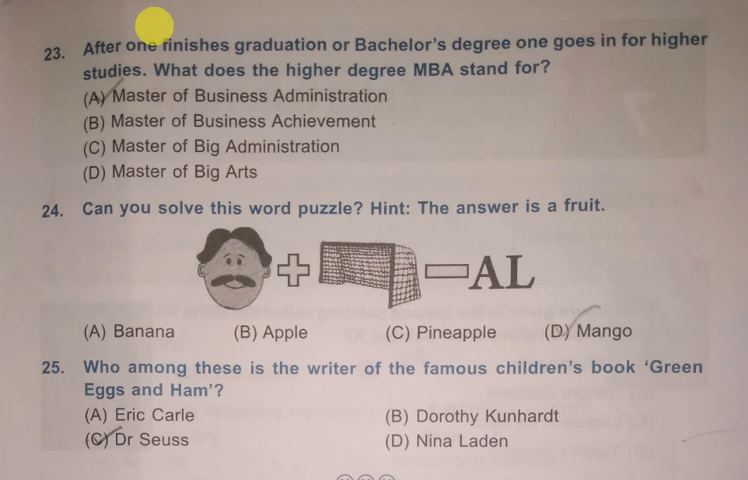 23. After one finishes graduation or Bachelor's degree one goes in for higher
studies. What does the higher degree MBA stand for?
(A) Master of Business Administration
(B) Master of Business Achievement
(C) Master of Big Administration
(D) Master of Big Arts
24. Can you solve this word puzzle? Hint: The answer is a fruit.
AL
(A) Banana (B) Apple (C) Pineapple (D) Mango
25. Who among these is the writer of the famous children's book 'Green
Eggs and Ham'?
(A) Eric Carle (B) Dorothy Kunhardt
(C) Dr Seuss (D) Nina Laden